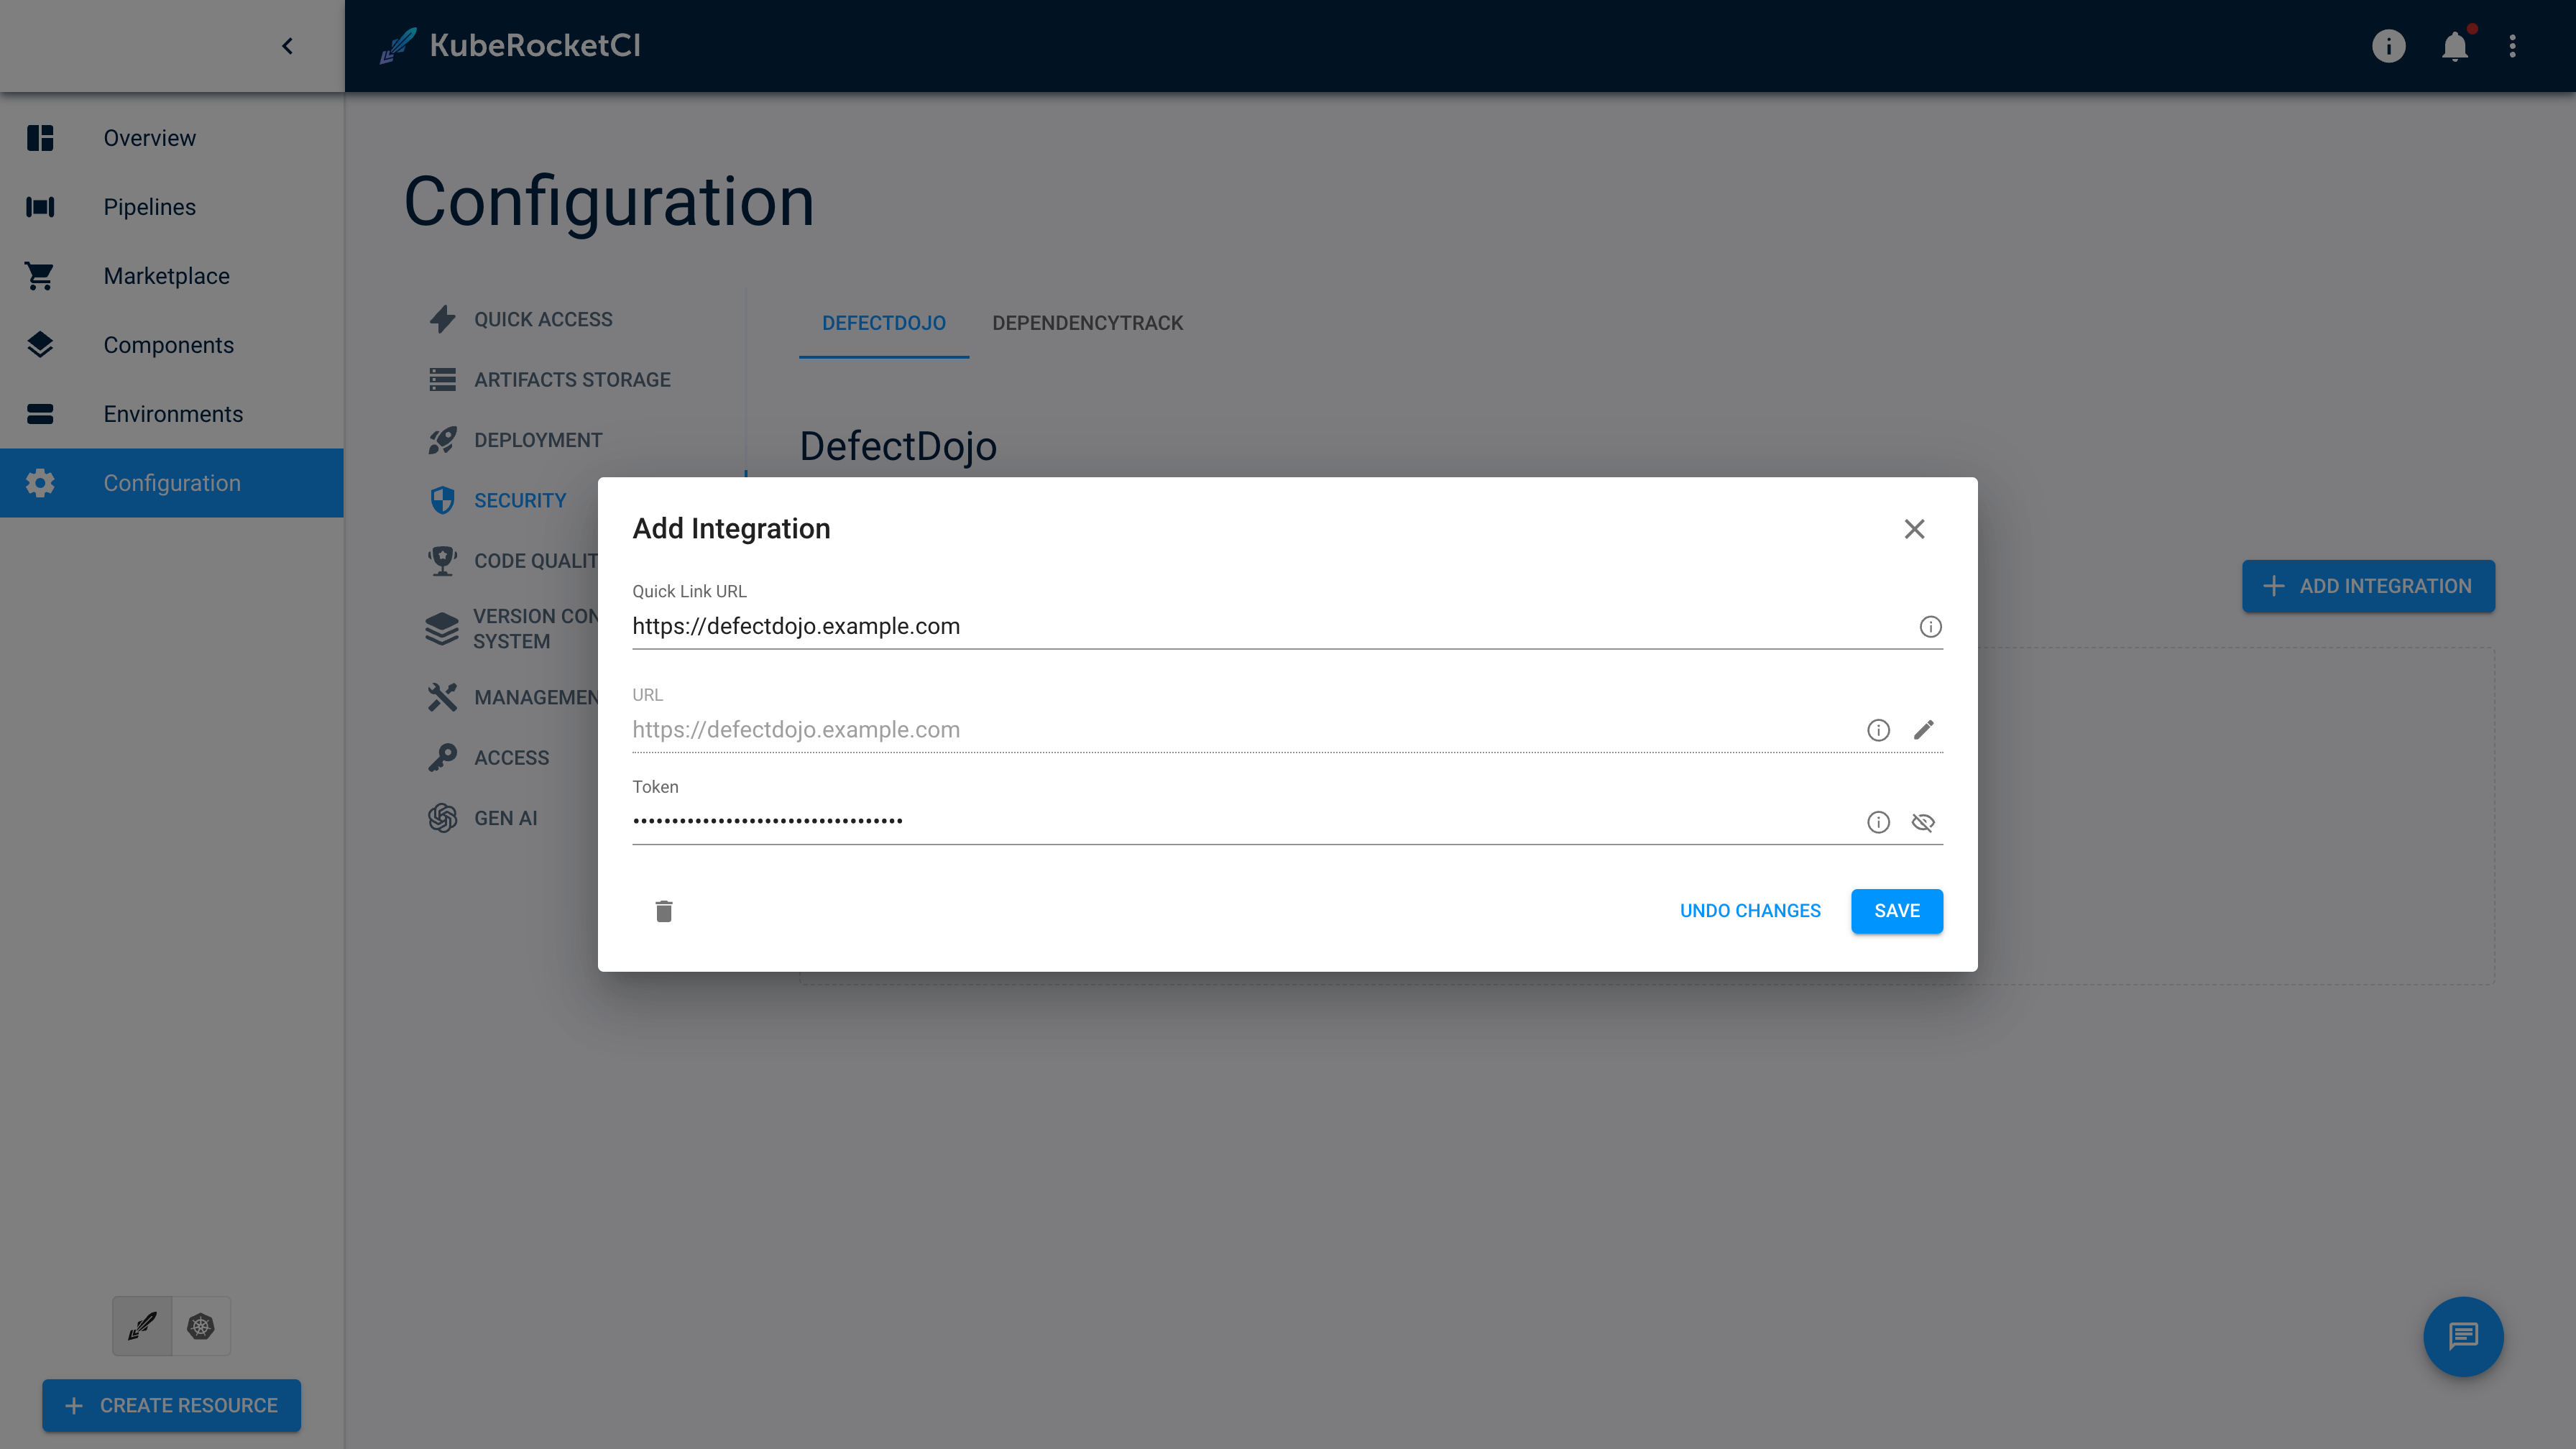 KubeRocketCI
Overview
Pipelines
Marketplace
Components
Environments
Configuration
CREATE RESOURCE
Configuration
QUICK ACCESS
ARTIFACTS STORAGE
DEPLOYMENT
SECURITY
CODE QUALIT
VERSION CON
SYSTEM
MANAGEMEN
ACCESS
GEN AI
DEFECTDOJO
DEPENDENCYTRACK
DefectDojo
ADD INTEGRATION
Add Integration
Quick Link URL
https://defectdojo.example.com
URL
https://defectdojo.example.com
Token
•••••••••••••••••••••••••••••••••••
UNDO CHANGES
SAVE